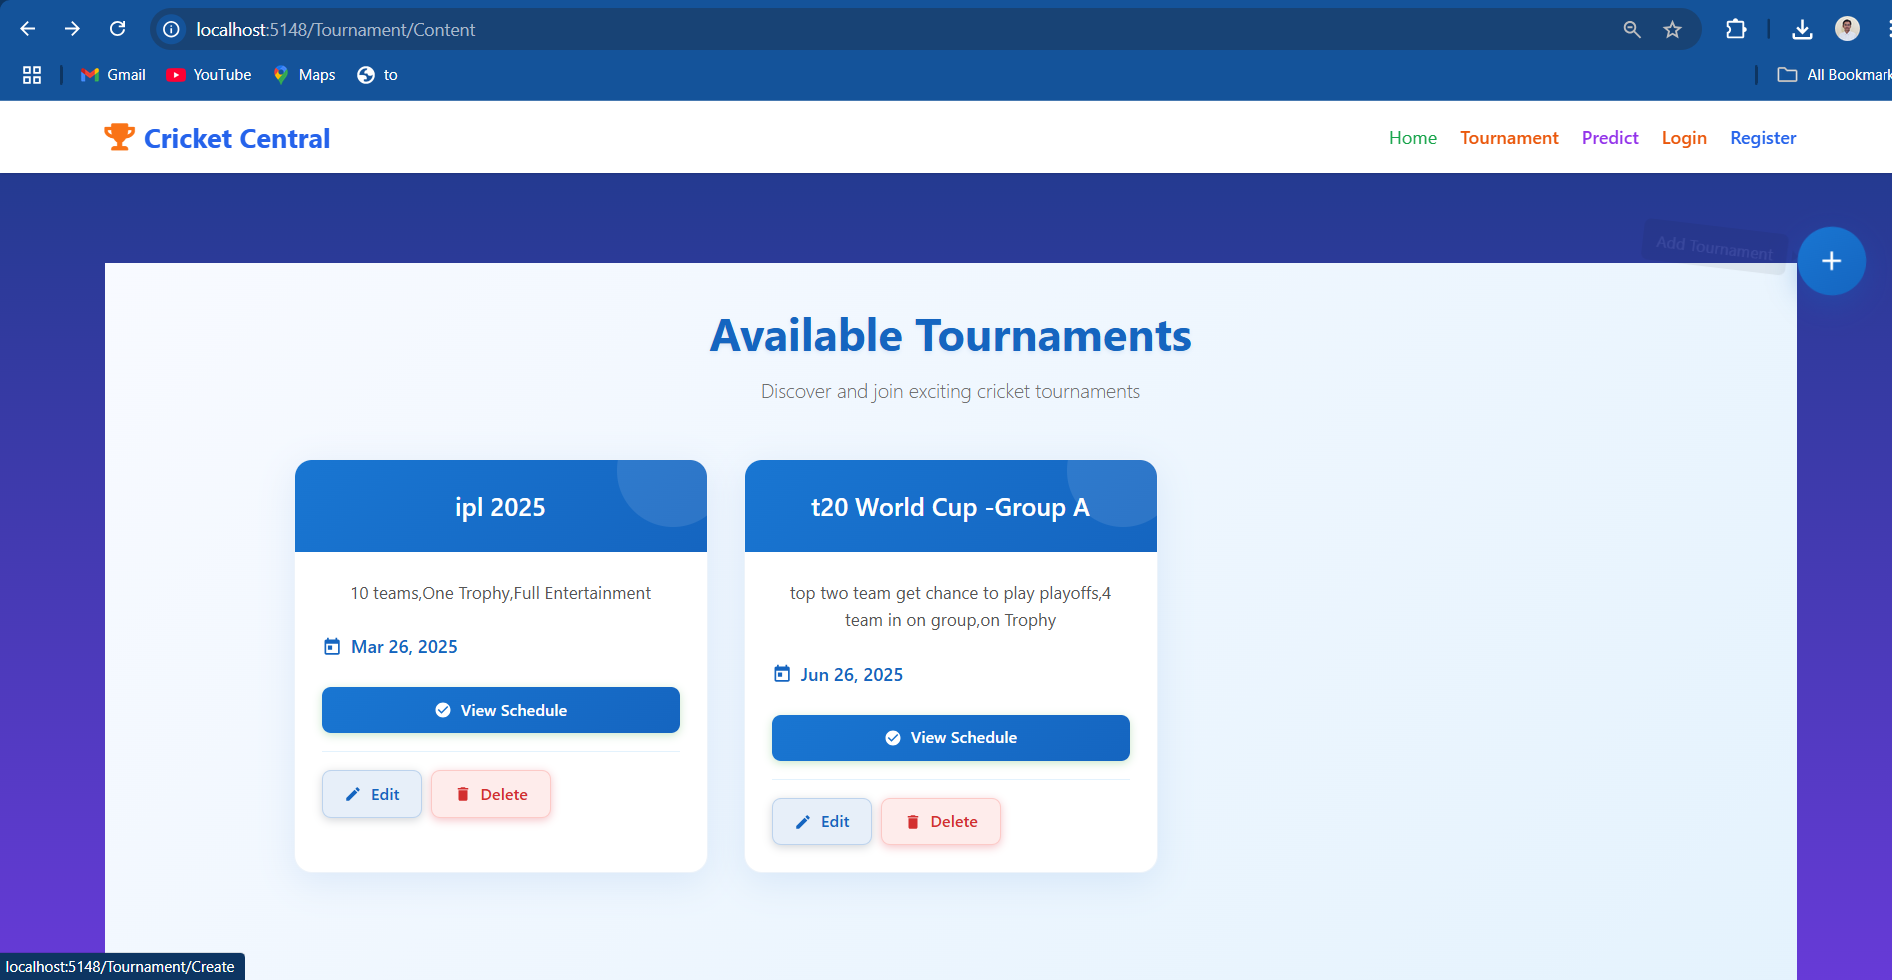 localhost:5148/Tournament/Content
Gmail YouTube Maps to All Bookmark
Cricket Central Home Tournament Predict Login Register
Add Tournament
Available Tournaments
Discover and join exciting cricket tournaments
ipl 2025
10 teams,One Trophy,Full Entertainment
Mar 26, 2025
View Schedule
Edit Delete
t20 World Cup -Group A
top two team get chance to play playoffs,4
team in on group,on Trophy
Jun 26, 2025
View Schedule
Edit Delete
localhost:5148/Tournament/Create